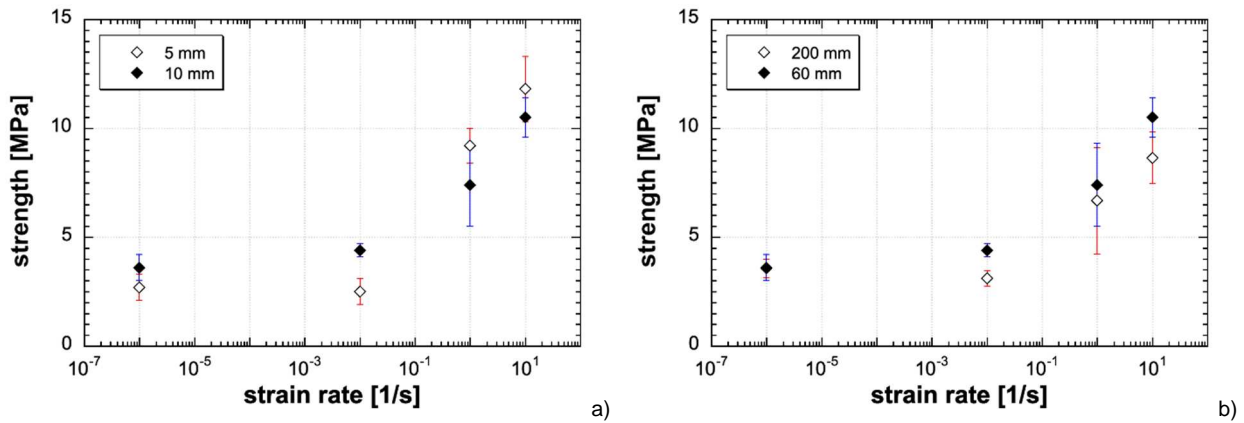 15
10
5
0
strength [MPa]
5 mm
10 mm
10-7
10-5
10-3
10-1
101
strain rate [1/s]
a)
15
10
5
0
strength [MPa]
200 mm
60 mm
10-7
10-5
10-3
10-1
101
strain rate [1/s]
b)